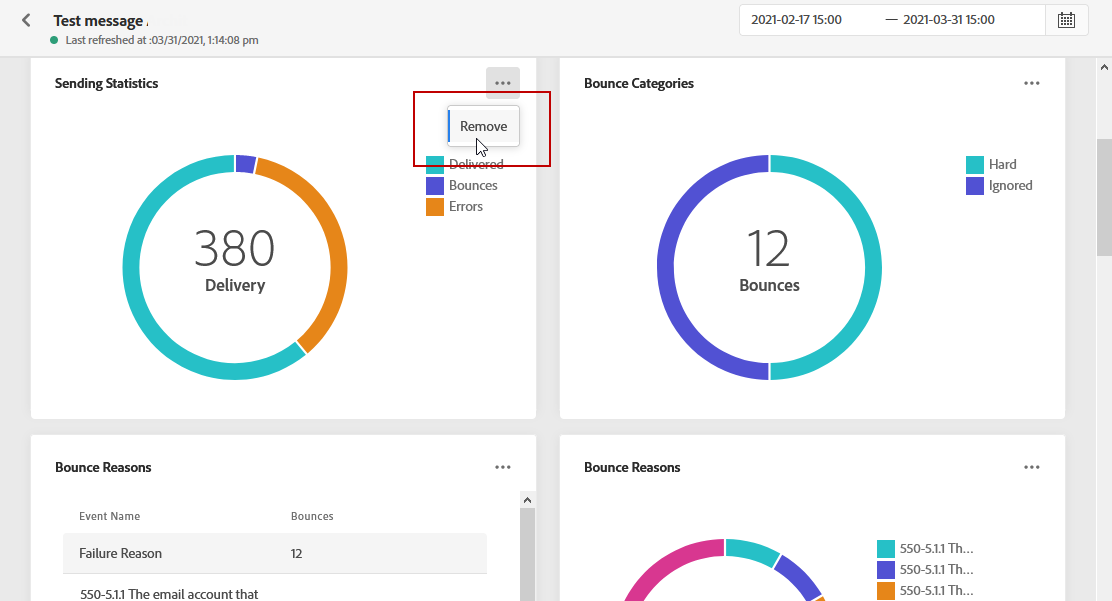 Test message
Last refreshed at :03/31/2021, 1:14:08 pm
2021-02-17 15:00 — 2021-03-31 15:00
Sending Statistics
Remove
Delivered
Bounces
Errors
380
Delivery
Bounce Categories
Hard
Ignored
12
Bounces
Bounce Reasons
Event Name Bounces
Failure Reason 12
550-5.1.1 The email account that
Bounce Reasons
550-5.1.1 Th...
550-5.1.1 Th...
550-5.1.1 Th...